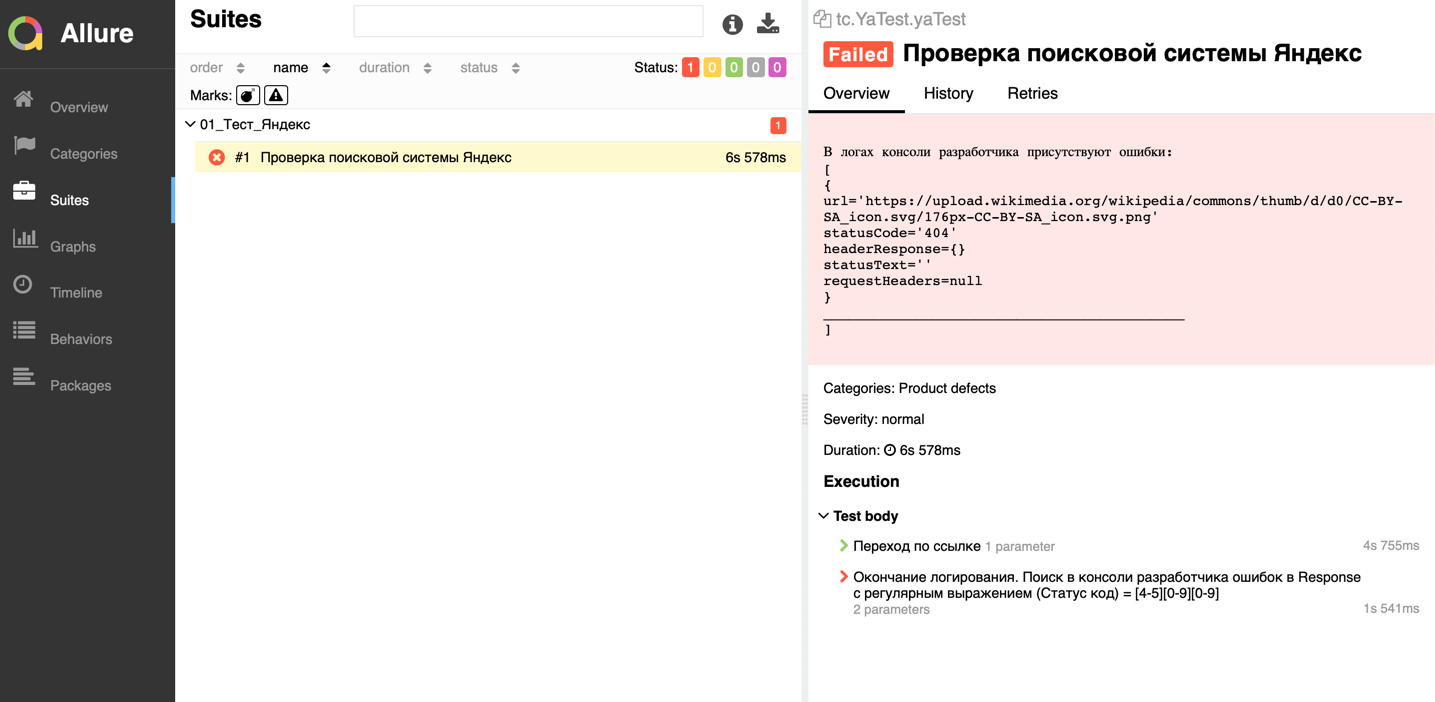 Allure
Overview
Categories
Suites
Graphs
Timeline
Behaviors
Packages
Suites
order name duration status Status: 1 0 0 0 0
Marks:
01_Тест_Яндекс 1
#1 Проверка поисковой системы Яндекс 6s 578ms
tc.YaTest.yaTest
Failed Проверка поисковой системы Яндекс
Overview History Retries
В логах консоли разработчика присутствуют ошибки:
[
{
url='https://upload.wikimedia.org/wikipedia/commons/thumb/d/d0/CC-BY-
SA_icon.svg/176px-CC-BY-SA_icon.svg.png'
statusCode='404'
headerResponse={}
statusText=''
requestHeaders=null
}
___________________________________________
]
Categories: Product defects
Severity: normal
Duration: 6s 578ms
Execution
Test body
Переход по ссылке 1 parameter 4s 755ms
Окончание логирования. Поиск в консоли разработчика ошибок в Response
с регулярным выражением (Статус код) = [4-5][0-9][0-9]
2 parameters 1s 541ms